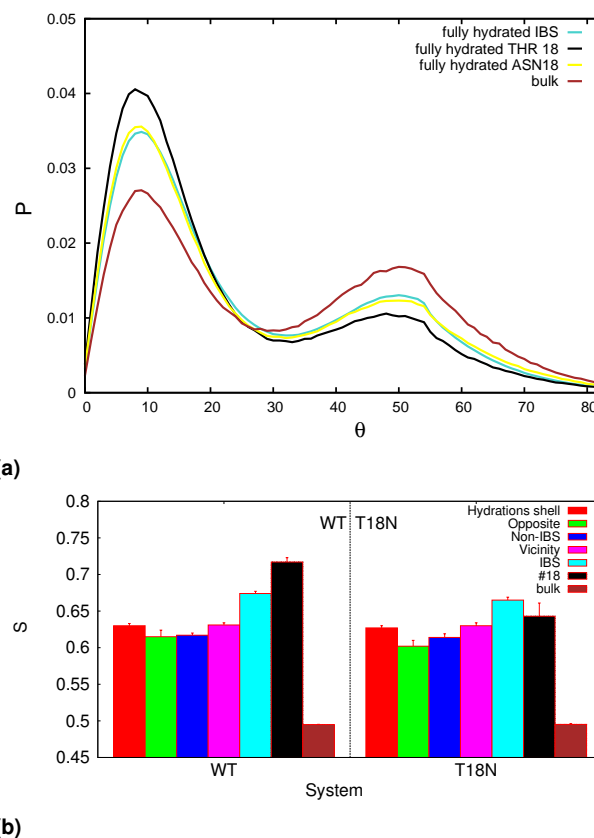 0.05
0.04
0.03
0.02
0.01
0
P
fully hydrated IBS
fully hydrated THR 18
fully hydrated ASN18
bulk
0 10 20 30 40 50 60 70 80
θ
(a)
0.8
0.75
0.7
0.65
0.6
0.55
0.5
0.45
S
WT T18N
Hydrations shell
Opposite
Non-IBS
Vicinity
IBS
#18
bulk
WT T18N
System
(b)